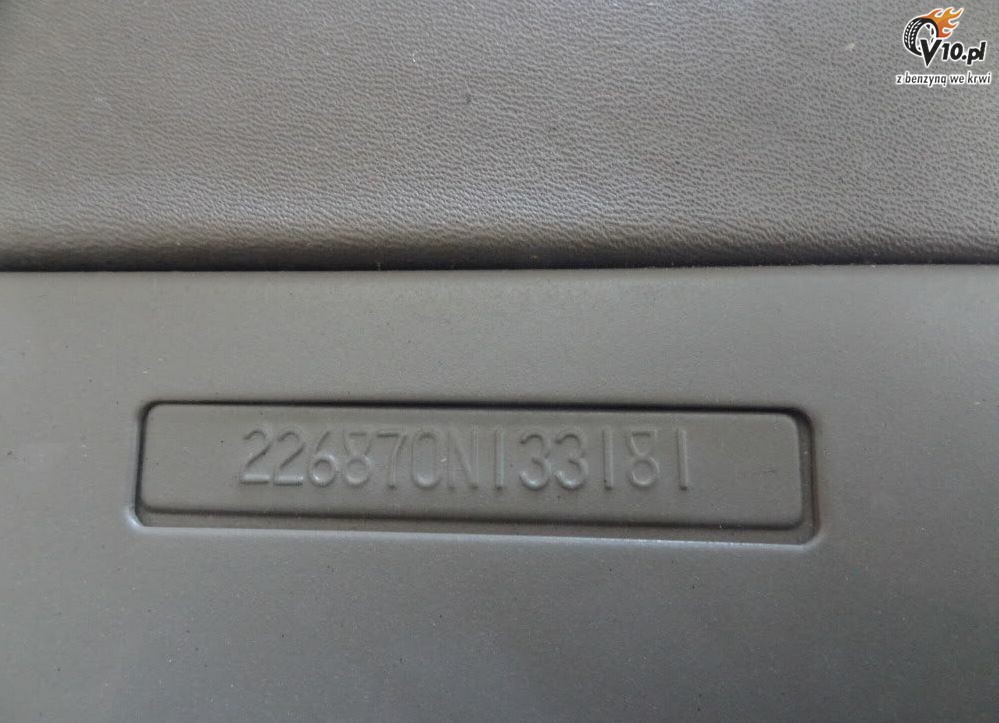 V10.pl
z benzyną we krwi
226870N133181